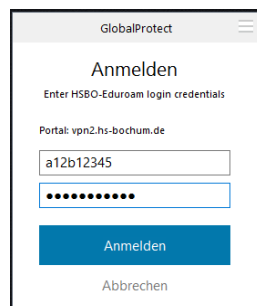 GlobalProtect
Anmelden
Enter HSBO-Eduroam login credentials
Portal: vpn2.hs-bochum.de
a12b12345
●●●●●●●●●●●
Anmelden
Abbrechen